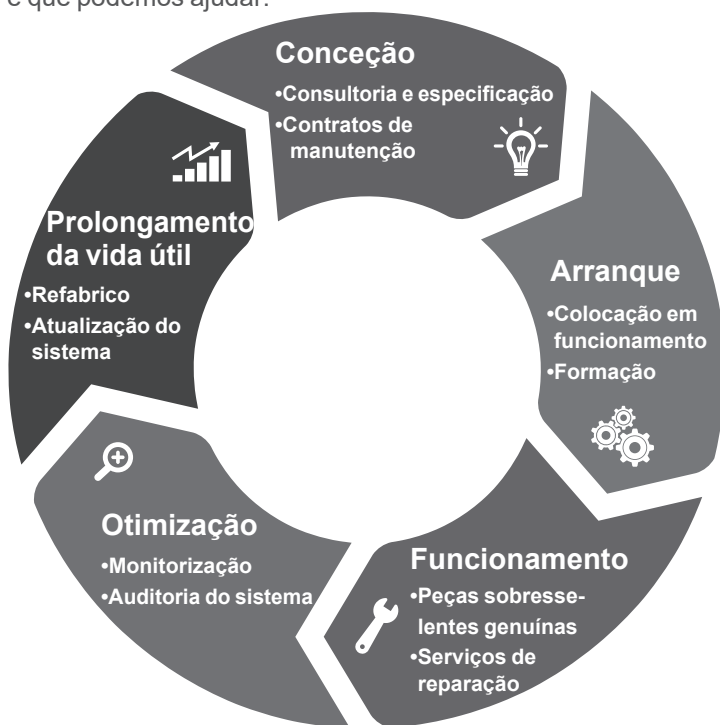 e que podemos ajudar.
Conceção
•Consultoria e especificação
•Contratos de
manutenção
Arranque
•Colocação em
funcionamento
•Formação
Funcionamento
•Peças sobresse-
lentes genuínas
•Serviços de
reparação
Otimização
•Monitorização
•Auditoria do sistema
Prolongamento
da vida útil
•Refabrico
•Atualização do
sistema